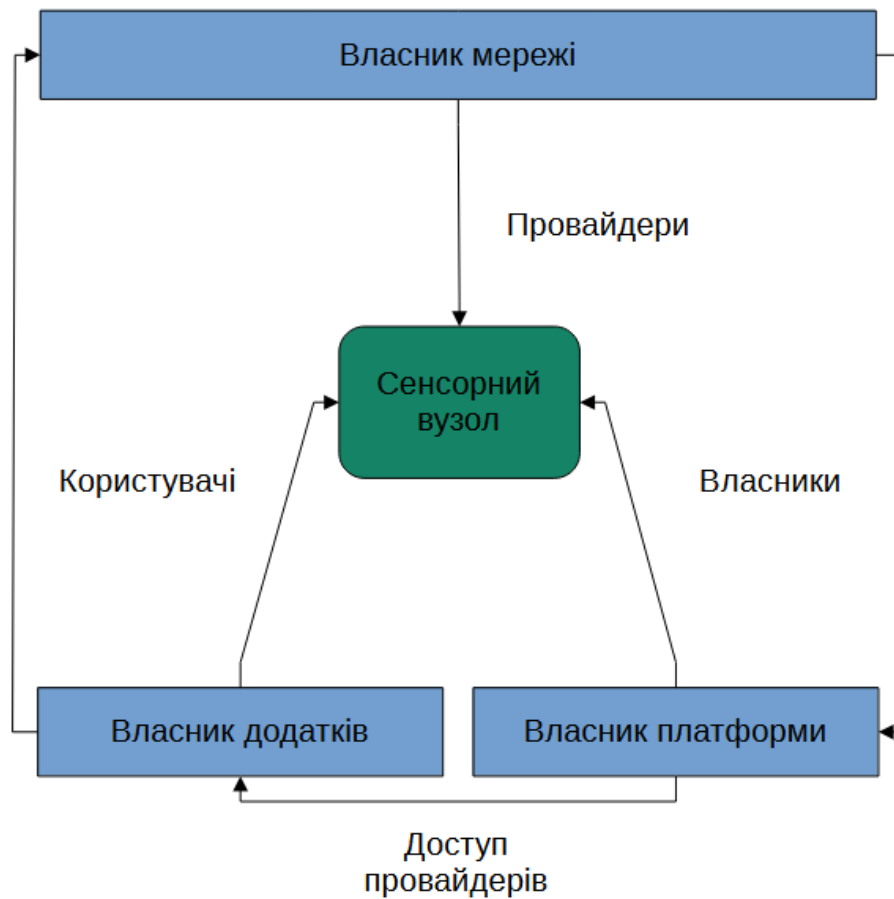 Власник мережі
Провайдери
Сенсорний
вузол
Користувачі
Власники
Власник додатків
Власник платформи
Доступ
провайдерів